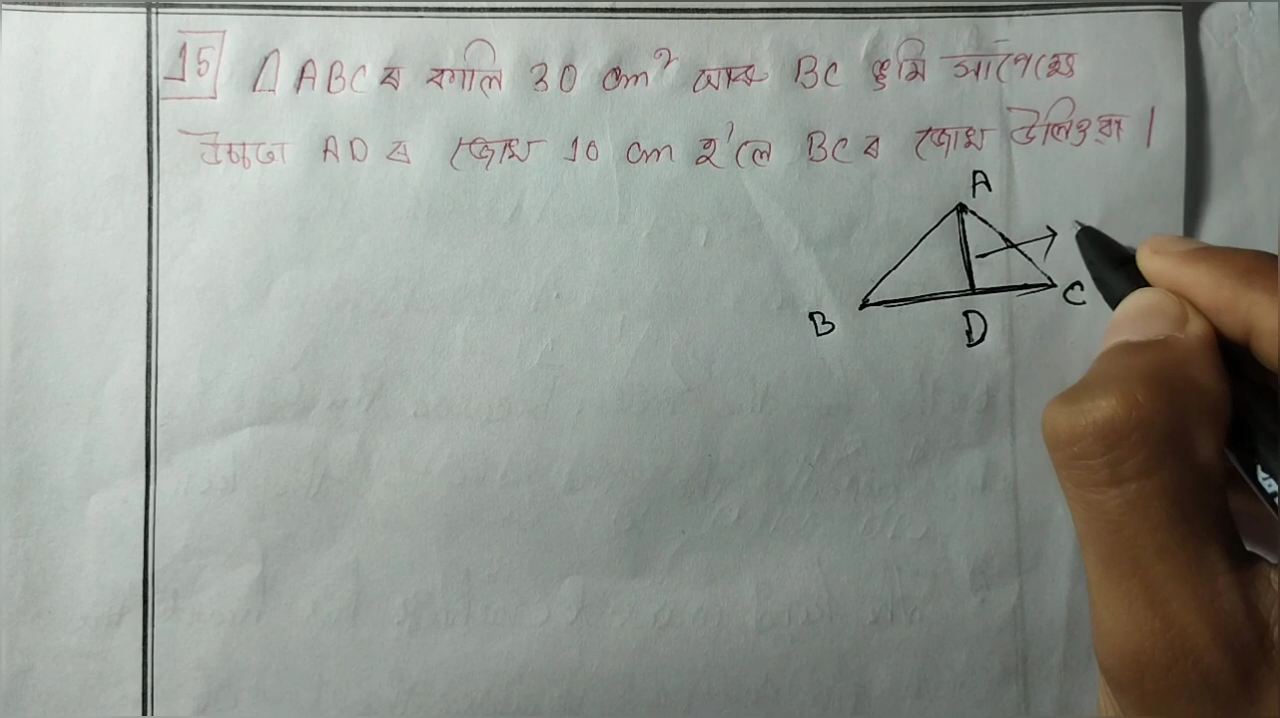 15 △ABCৰ কালি 30 cm² আৰু BC ভূমি সাপেক্ষে
উচ্চতা ADৰ জোখ 10 cm হ'লে BCৰ জোখ উলিওৱা।
A
B
D
C